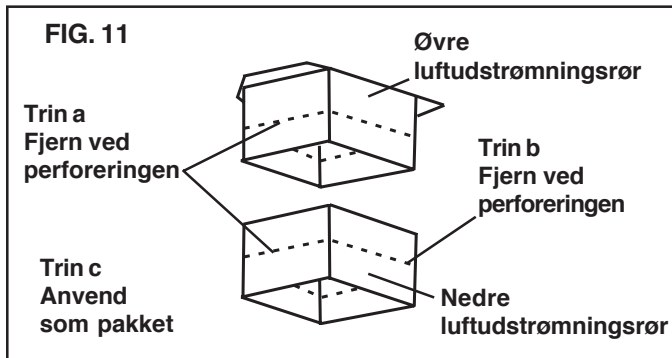 FIG. 11
Øvre
luftudstrømningsrør
Trin a
Fjern ved
perforeringen
Trin b
Fjern ved
perforeringen
Trin c
Anvend
som pakket
Nedre
luftudstrømningsrør